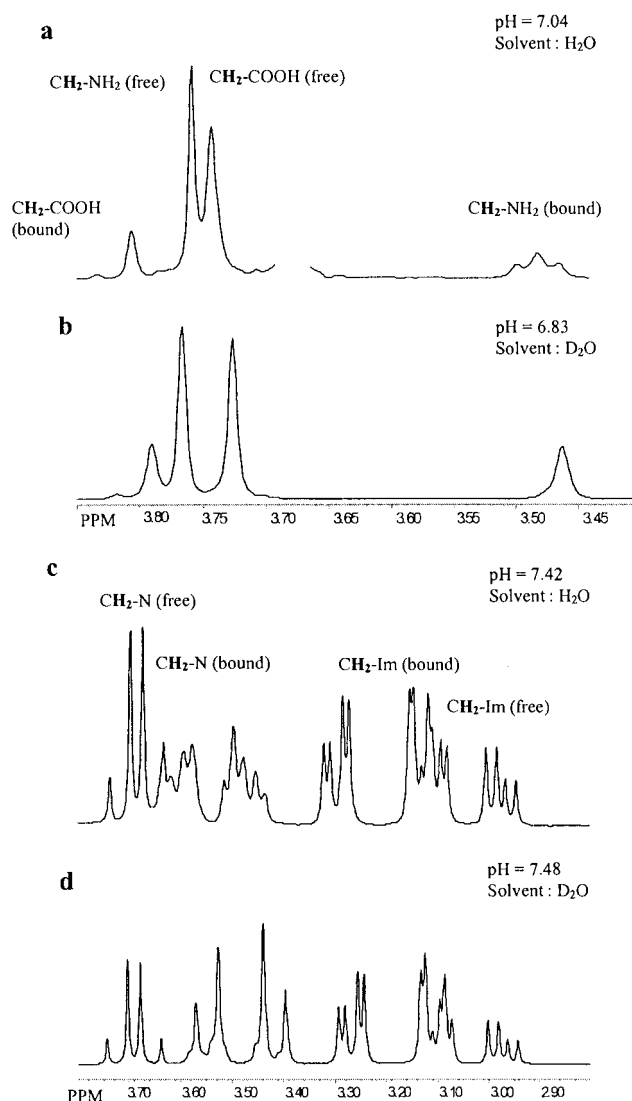 a
pH = 7.04
Solvent : H₂O
CH₂-NH₂ (free)
CH₂-COOH (free)
CH₂-COOH
(bound)
CH₂-NH₂ (bound)
b
pH = 6.83
Solvent : D₂O
PPM 3.80 3.75 3.70 3.65 3.60 3.55 3.50 3.45
c
pH = 7.42
Solvent : H₂O
CH₂-N (free)
CH₂-N (bound)
CH₂-Im (bound)
CH₂-Im (free)
d
pH = 7.48
Solvent : D₂O
PPM 3.70 3.50 3.40 3.30 3.20 3.10 3.00 2.90